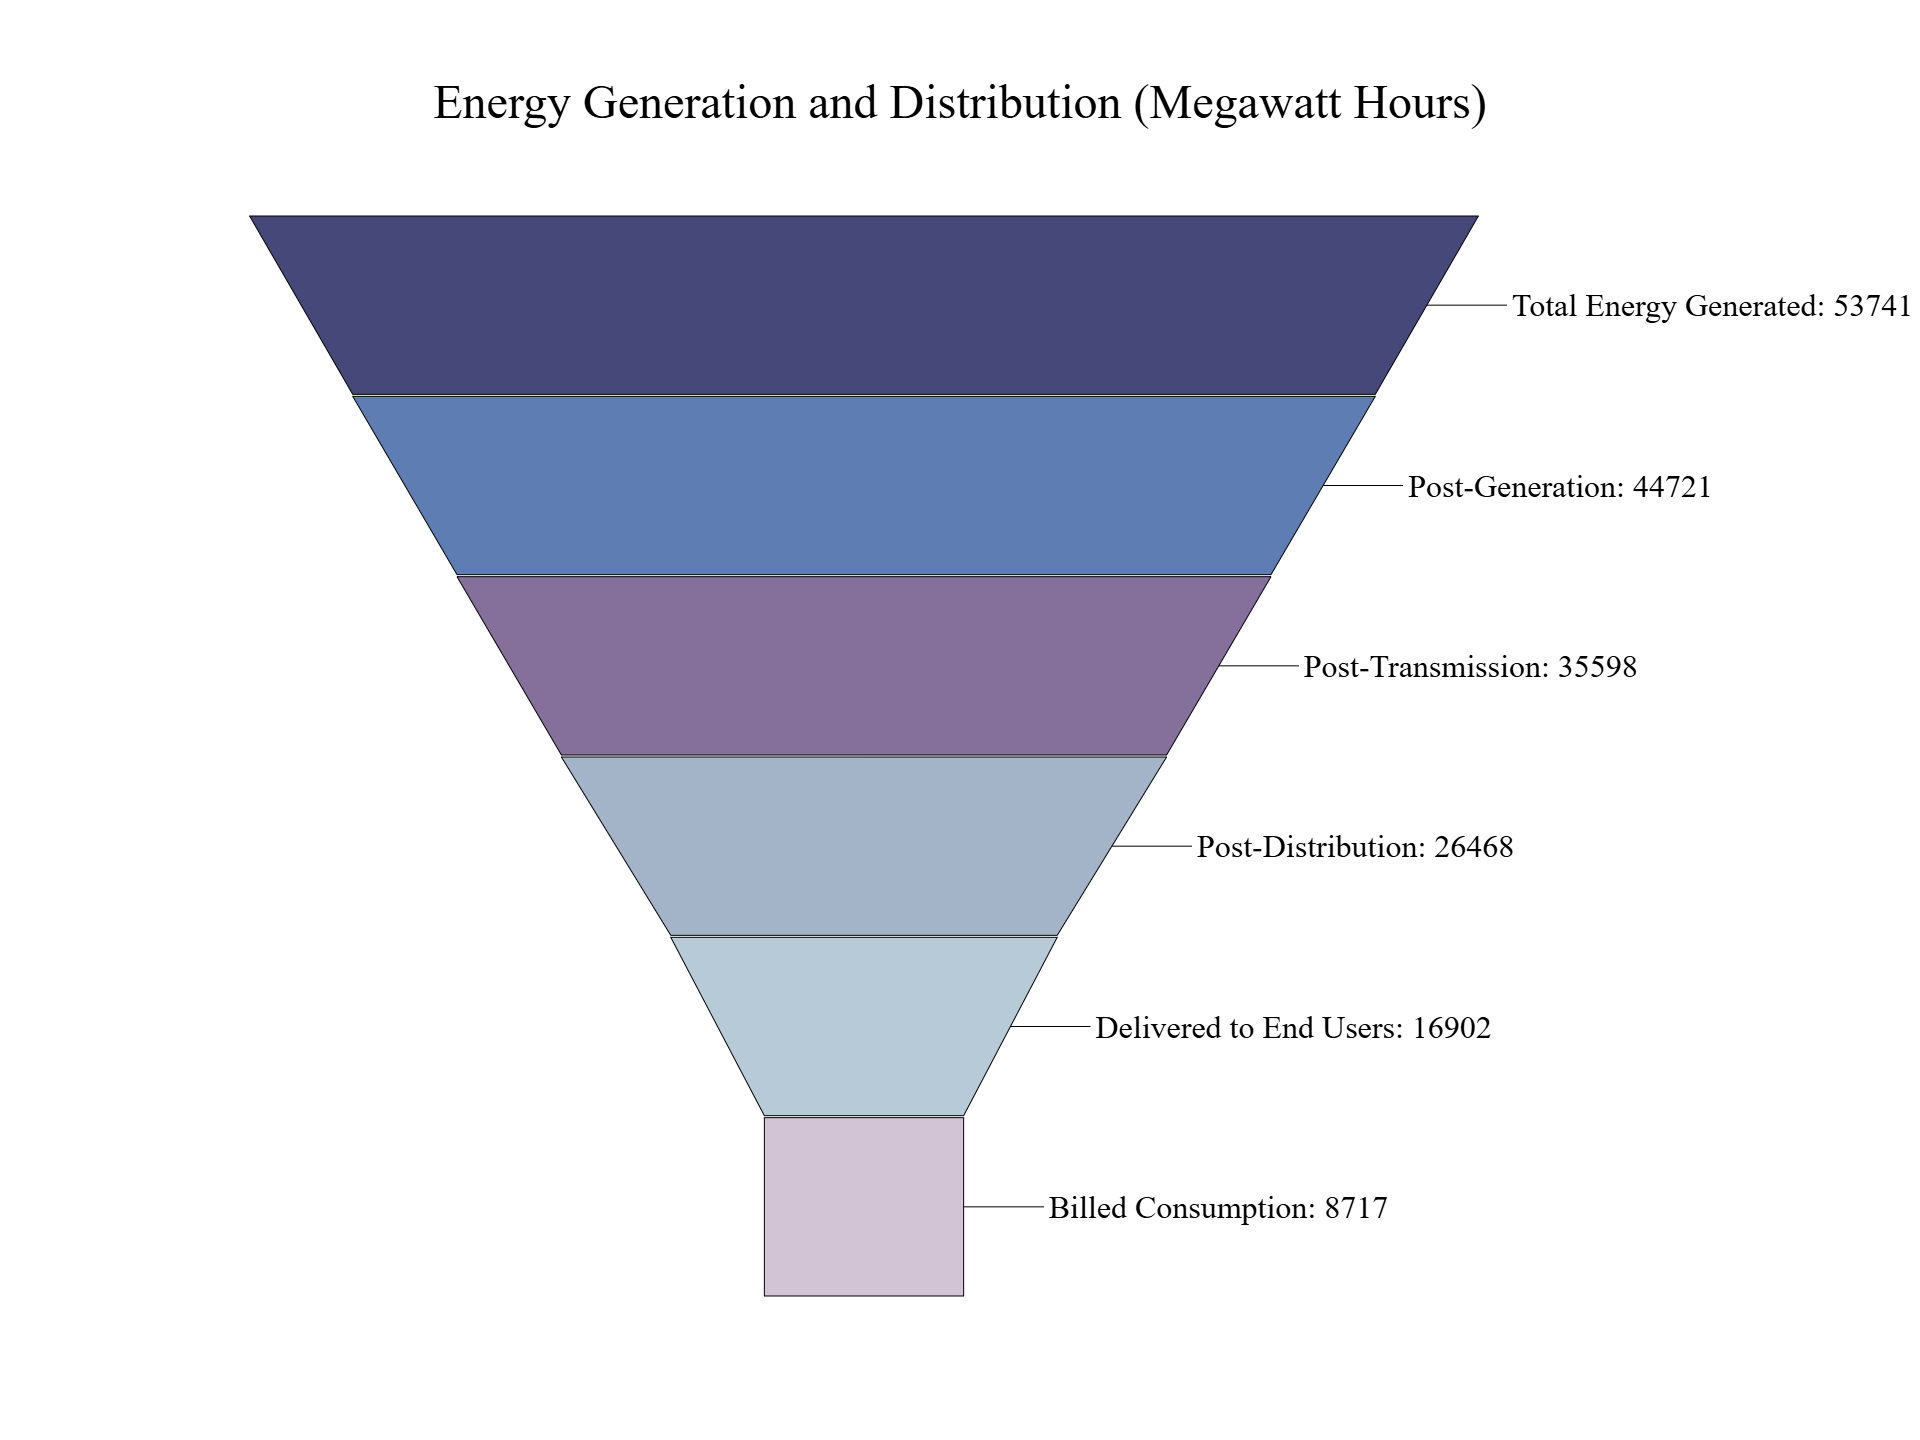 Energy Generation and Distribution (Megawatt Hours)
Total Energy Generated: 53741
Post-Generation: 44721
Post-Transmission: 35598
Post-Distribution: 26468
Delivered to End Users: 16902
Billed Consumption: 8717